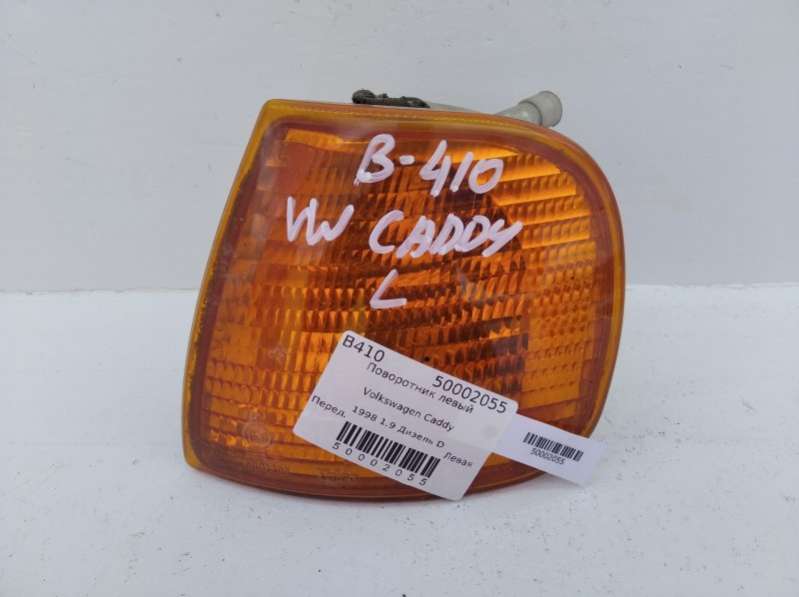 B-410
VW CADDY
L
B410 50002055
Поворотник левый
Volkswagen Caddy
Перед. 1998 1.9 Дизель D Левая
50002055
50002055